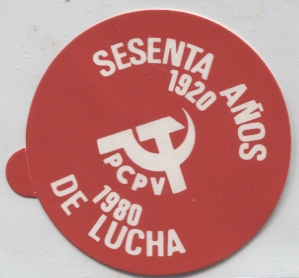 SESENTA AÑOS
1920
PCPV
1980
DE LUCHA